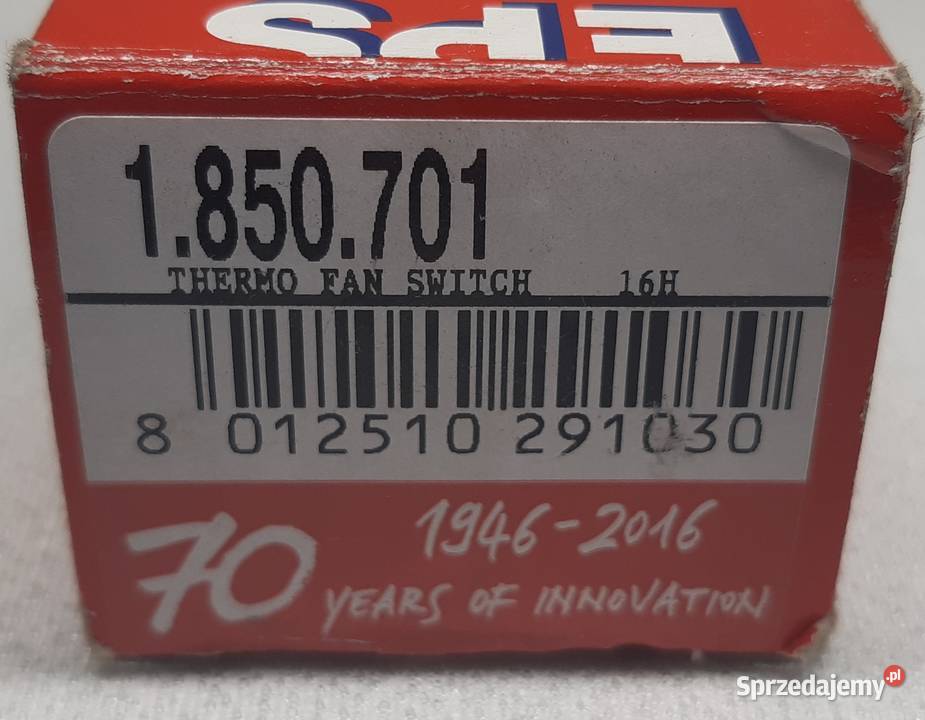 EPS
1.850.701
THERMO FAN SWITCH 16H
8 012510 291030
70 1946-2016
YEARS OF INNOVATION
Sprzedajemy.pl